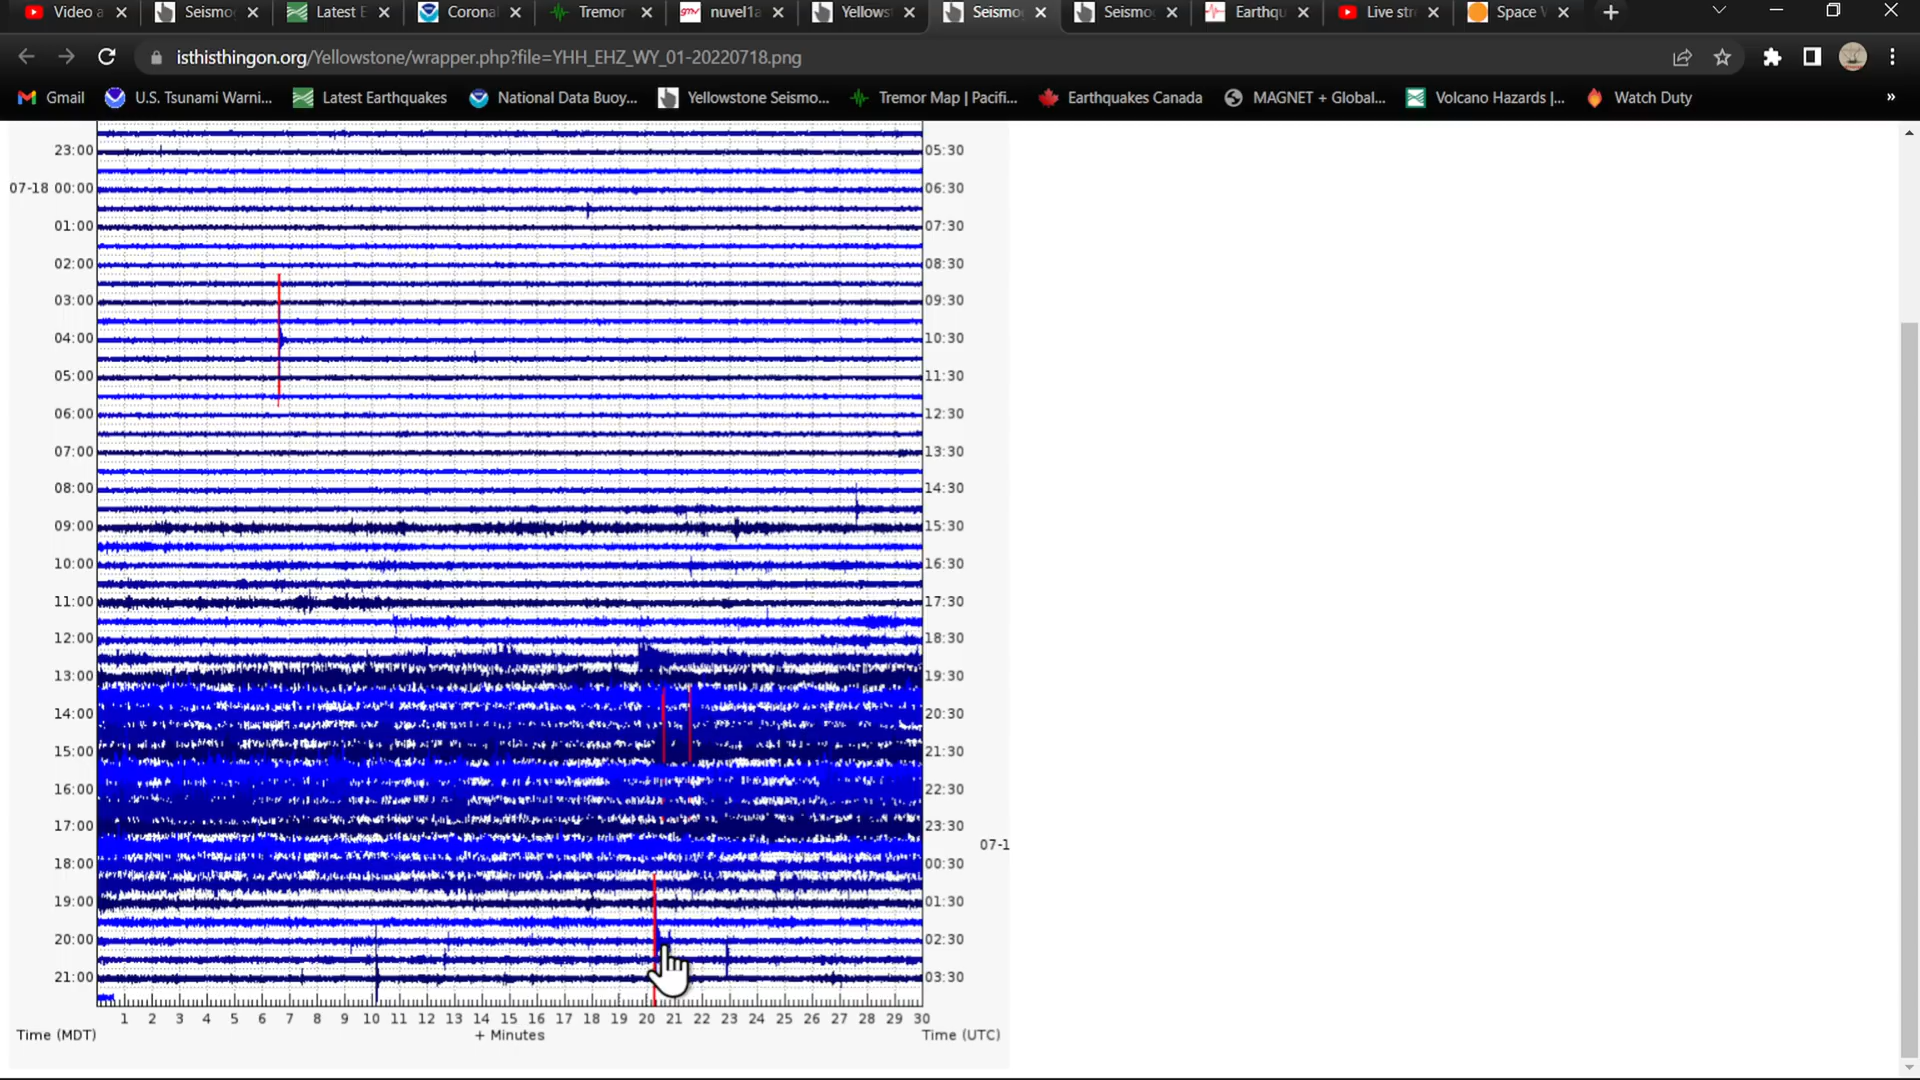 Video a
Seismo
Latest E
Corona
Tremor
gmv nuvel1a
Yellows
Seismo
Seismo
Earthqu
Live str
Space V
isthisthingon.org/Yellowstone/wrapper.php?file=YHH_EHZ_WY_01-20220718.png
Gmail
U.S. Tsunami Warni...
Latest Earthquakes
National Data Buoy...
Yellowstone Seismo...
Tremor Map | Pacifi...
Earthquakes Canada
MAGNET + Global...
Volcano Hazards |...
Watch Duty
»
23:00 05:30
07-18 00:00 06:30
01:00 07:30
02:00 08:30
03:00 09:30
04:00 10:30
05:00 11:30
06:00 12:30
07:00 13:30
08:00 14:30
09:00 15:30
10:00 16:30
11:00 17:30
12:00 18:30
13:00 19:30
14:00 20:30
15:00 21:30
16:00 22:30
17:00 23:30
07-1
18:00 00:30
19:00 01:30
20:00 02:30
21:00 03:30
1 2 3 4 5 6 7 8 9 10 11 12 13 14 15 16 17 18 19 20 21 22 23 24 25 26 27 28 29 30
Time (MDT) + Minutes Time (UTC)